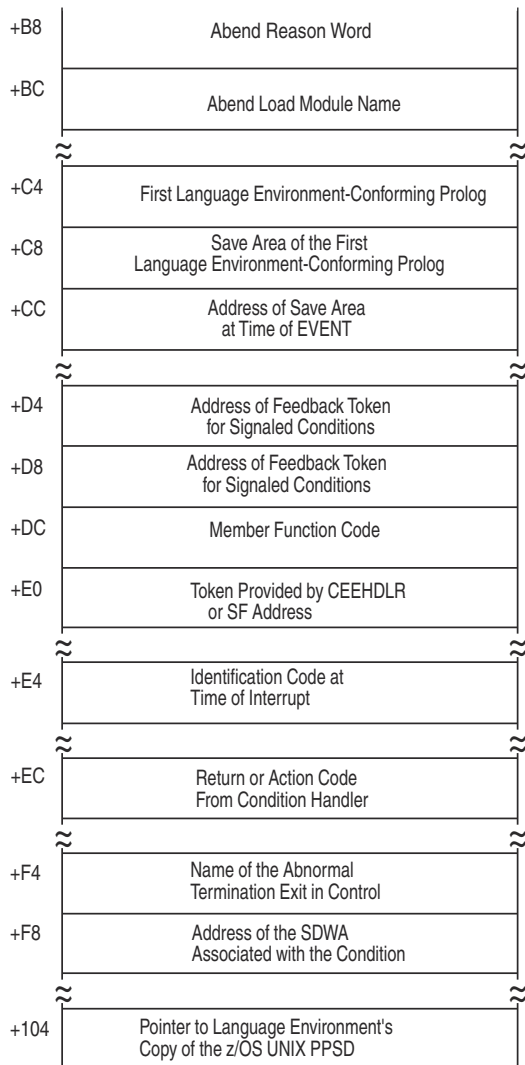 +B8 Abend Reason Word
+BC Abend Load Module Name
≈ ≈
+C4 First Language Environment-Conforming Prolog
+C8 Save Area of the First
Language Environment-Conforming Prolog
+CC Address of Save Area
at Time of EVENT
≈ ≈
+D4 Address of Feedback Token
for Signaled Conditions
+D8 Address of Feedback Token
for Signaled Conditions
+DC Member Function Code
+E0 Token Provided by CEEHDLR
or SF Address
≈ ≈
+E4 Identification Code at
Time of Interrupt
≈ ≈
+EC Return or Action Code
From Condition Handler
≈ ≈
+F4 Name of the Abnormal
Termination Exit in Control
+F8 Address of the SDWA
Associated with the Condition
≈ ≈
+104 Pointer to Language Environment's
Copy of the z/OS UNIX PPSD